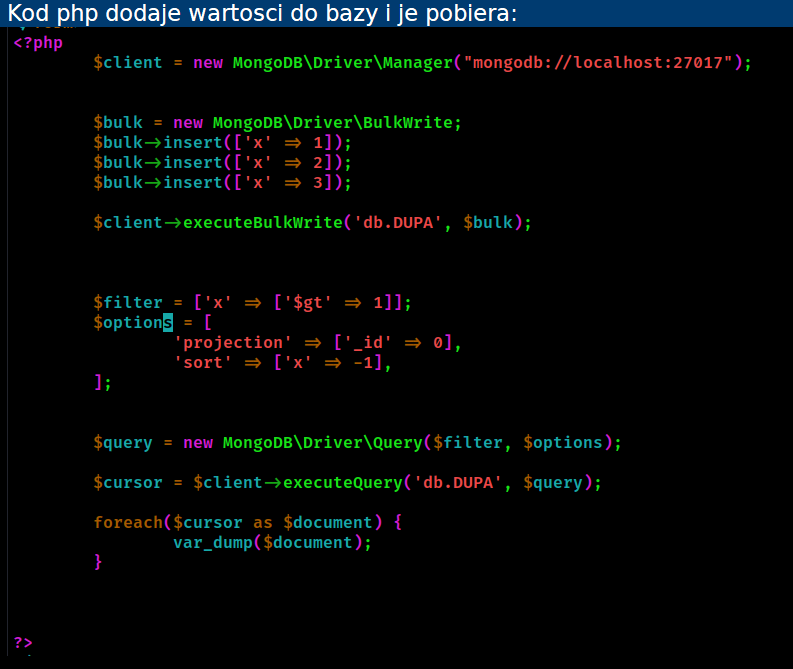 Kod php dodaje wartosci do bazy i je pobiera:
<?php
$client = new MongoDB\Driver\Manager("mongodb://localhost:27017");
$bulk = new MongoDB\Driver\BulkWrite;
$bulk->insert(['x' => 1]);
$bulk->insert(['x' => 2]);
$bulk->insert(['x' => 3]);
$client->executeBulkWrite('db.DUPA', $bulk);
$filter = ['x' => ['$gt' => 1]];
$options = [
'projection' => ['_id' => 0],
'sort' => ['x' => -1],
];
$query = new MongoDB\Driver\Query($filter, $options);
$cursor = $client->executeQuery('db.DUPA', $query);
foreach($cursor as $document) {
var_dump($document);
}
?>